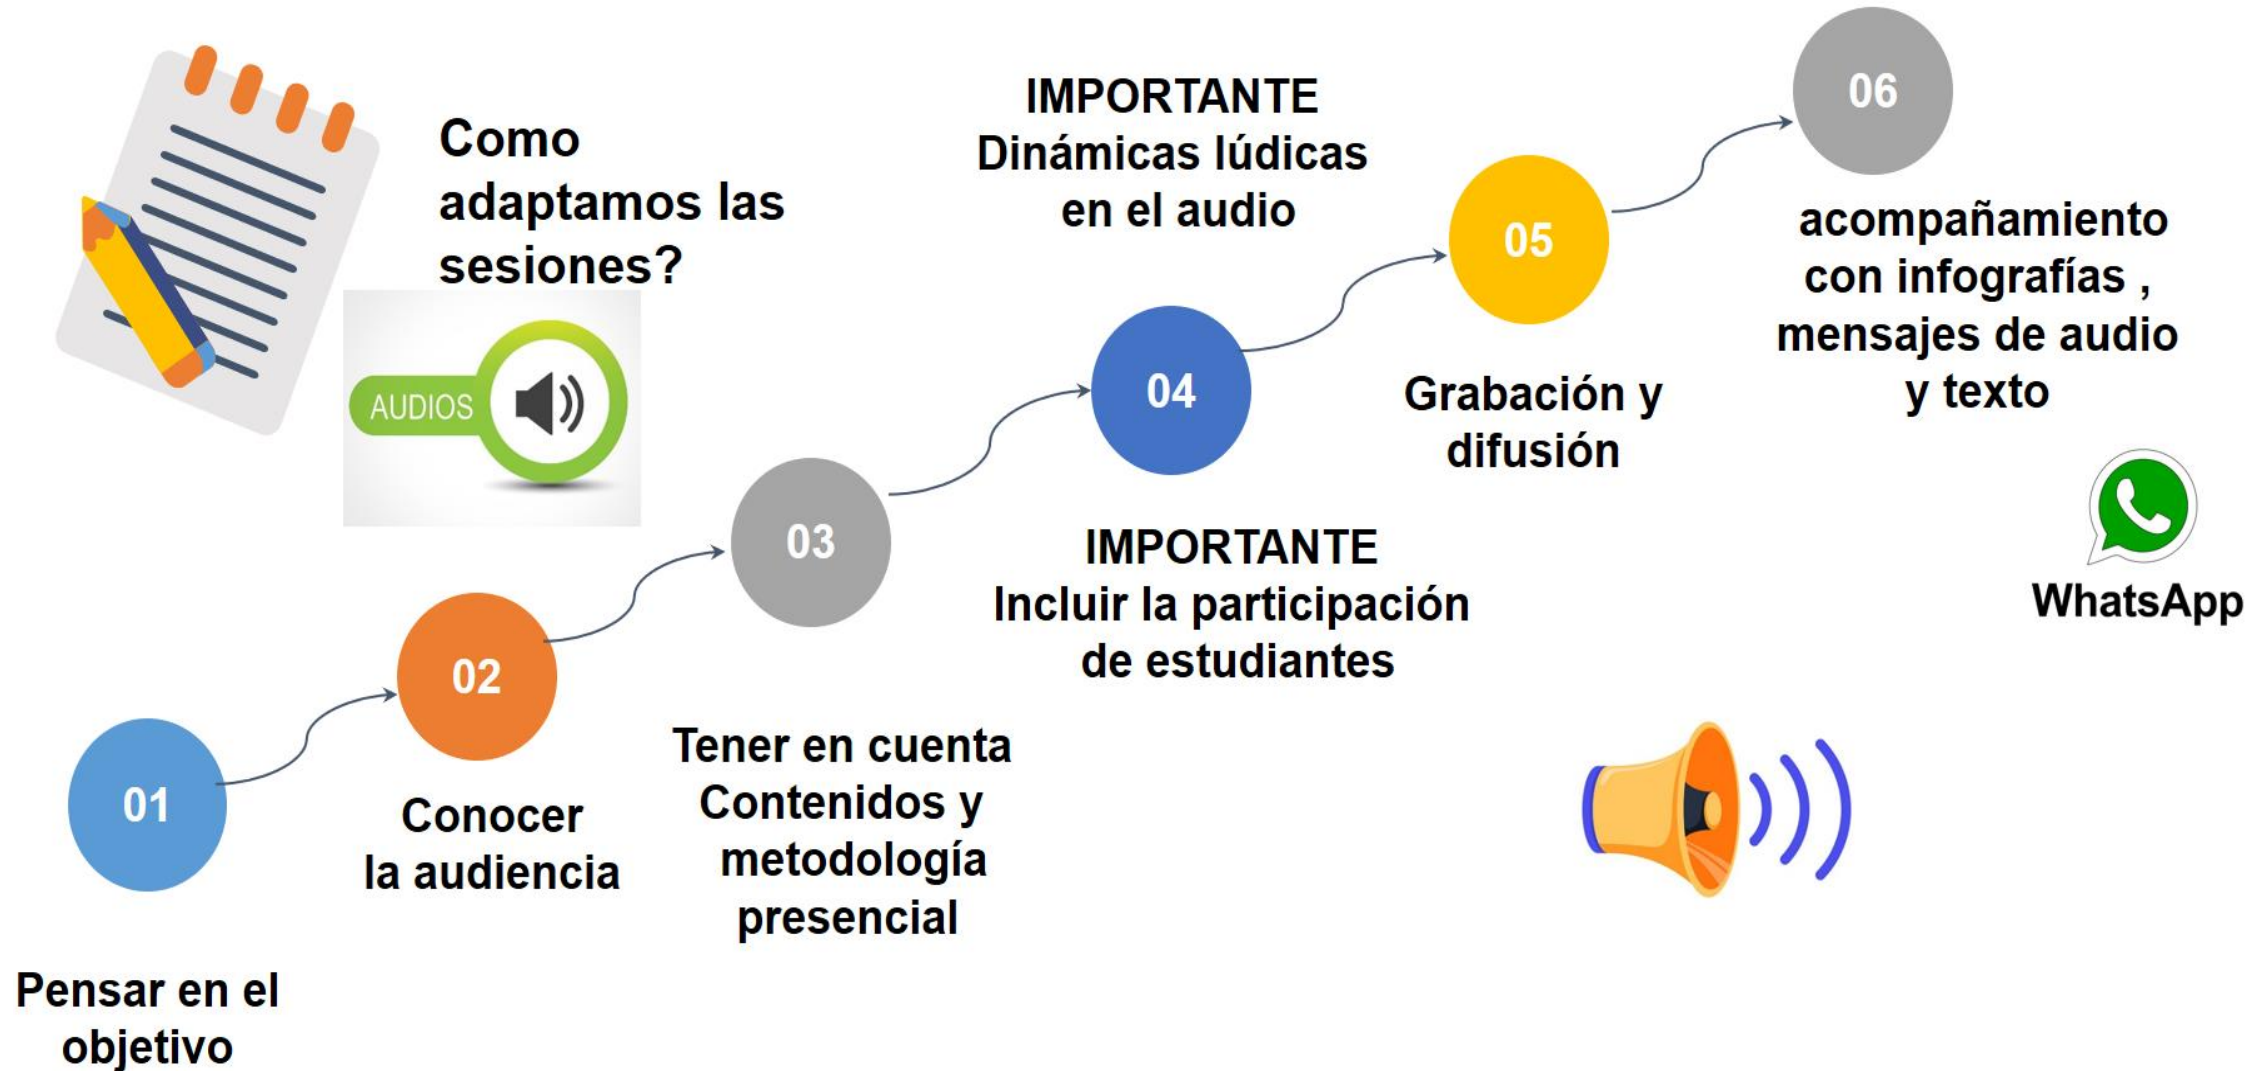 Como
adaptamos las
sesiones?
AUDIOS
01
Pensar en el
objetivo
02
Conocer
la audiencia
03
Tener en cuenta
Contenidos y
metodología
presencial
IMPORTANTE
Dinámicas lúdicas
en el audio
04
IMPORTANTE
Incluir la participación
de estudiantes
05
Grabación y
difusión
06
acompañamiento
con infografías ,
mensajes de audio
y texto
WhatsApp